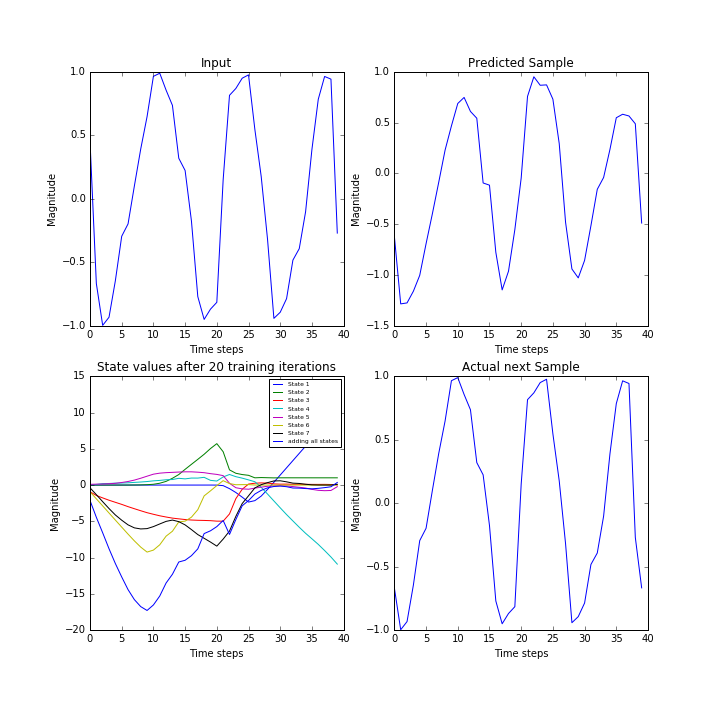 Input
Magnitude
1.0
0.5
0.0
−0.5
−1.0
0 5 10 15 20 25 30 35 40
Time steps
Predicted Sample
Magnitude
1.0
0.5
0.0
−0.5
−1.0
−1.5
0 5 10 15 20 25 30 35 40
Time steps
State values after 20 training iterations
Magnitude
15
10
5
0
−5
−10
−15
−20
State 1
State 2
State 3
State 4
State 5
State 6
State 7
adding all states
0 5 10 15 20 25 30 35 40
Time steps
Actual next Sample
Magnitude
1.0
0.5
0.0
−0.5
−1.0
0 5 10 15 20 25 30 35 40
Time steps